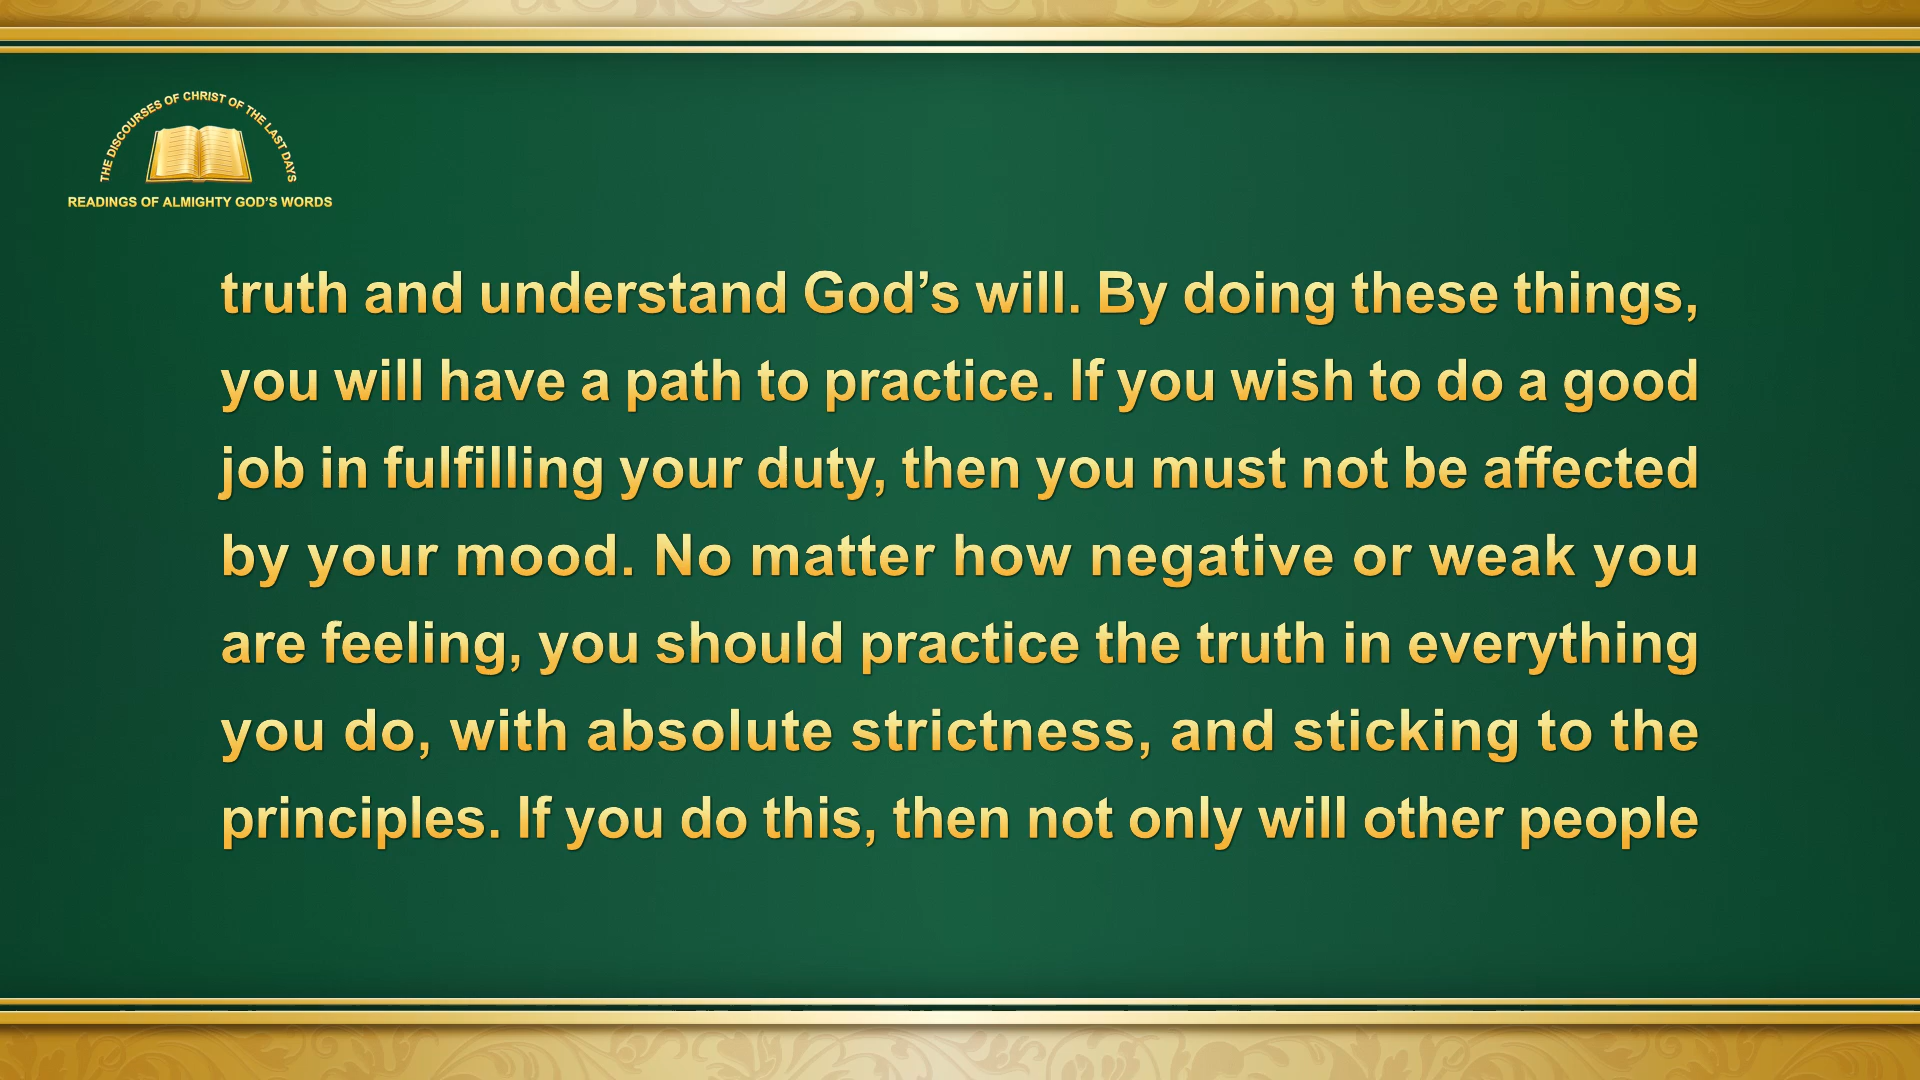 THE DISCOURSES OF CHRIST OF THE LAST DAYS
READINGS OF ALMIGHTY GOD’S WORDS
truth and understand God’s will. By doing these things,
you will have a path to practice. If you wish to do a good
job in fulfilling your duty, then you must not be affected
by your mood. No matter how negative or weak you
are feeling, you should practice the truth in everything
you do, with absolute strictness, and sticking to the
principles. If you do this, then not only will other people